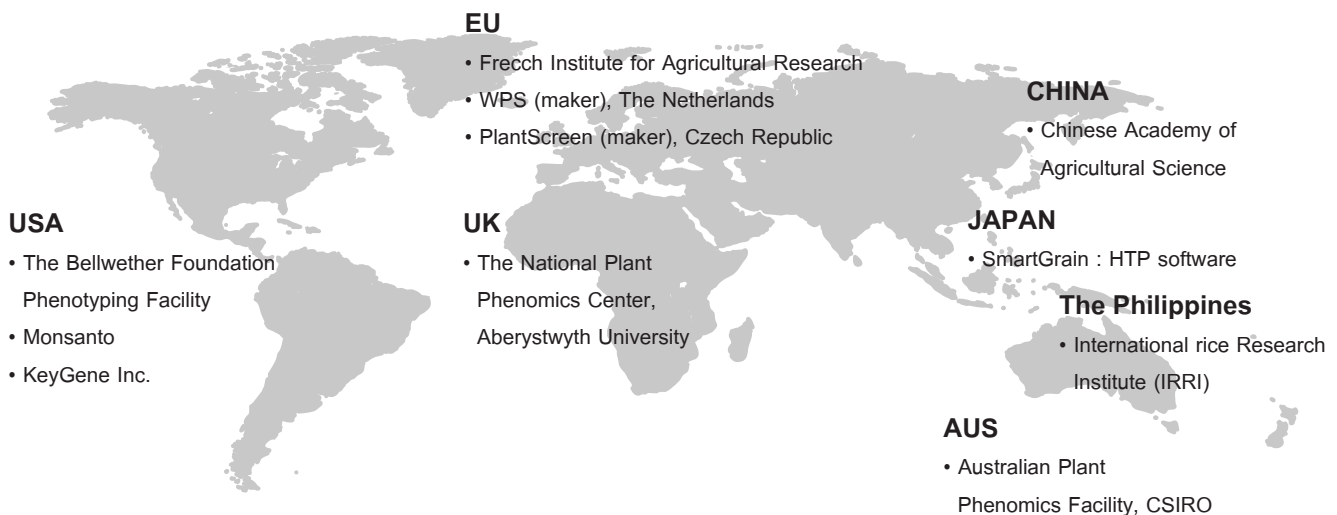 EU
• Frecch Institute for Agricultural Research
• WPS (maker), The Netherlands
• PlantScreen (maker), Czech Republic
CHINA
• Chinese Academy of
Agricultural Science
USA
• The Bellwether Foundation
Phenotyping Facility
• Monsanto
• KeyGene Inc.
UK
• The National Plant
Phenomics Center,
Aberystwyth University
JAPAN
• SmartGrain : HTP software
The Philippines
• International rice Research
Institute (IRRI)
AUS
• Australian Plant
Phenomics Facility, CSIRO